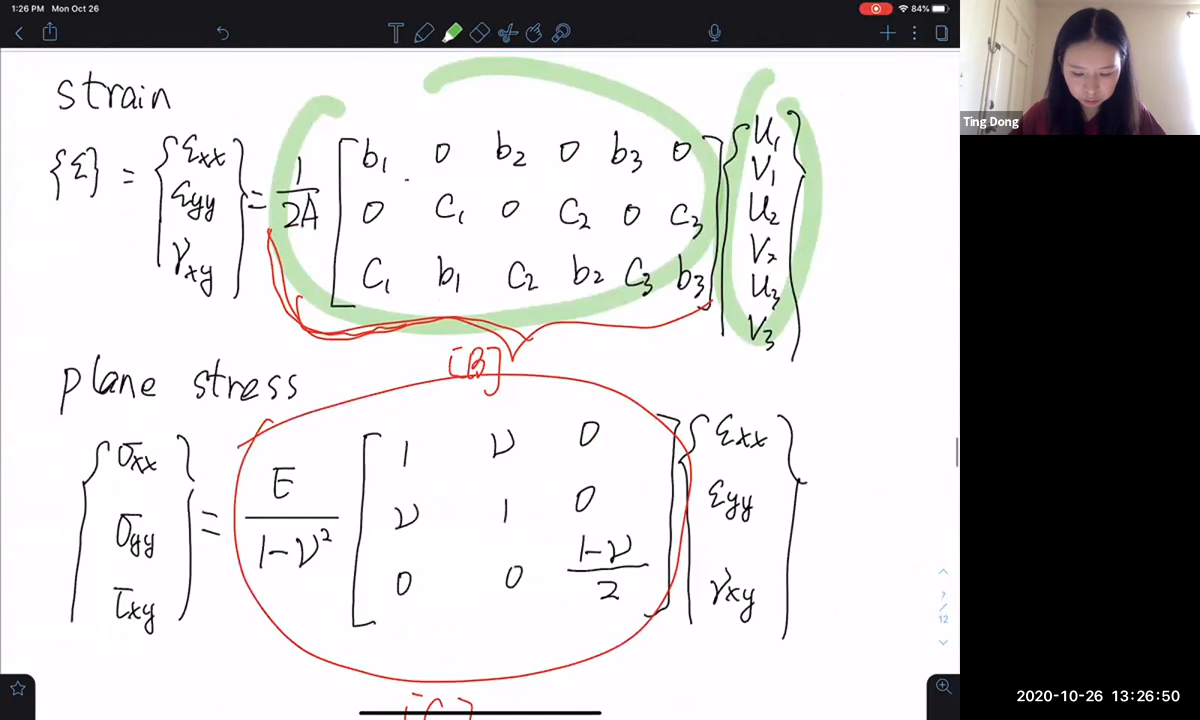 1:26 PM Mon Oct 26
84%
Ting Dong
strain
{ε} = {εxx εyy γxy} = 1/2A [b₁ 0 b₂ 0 b₃ 0
0 C₁ 0 C₂ 0 C₃
C₁ b₁ C₂ b₂ C₃ b₃] {u₁ v₁ u₂ v₂ u₃ v₃}
[B]
plane stress
{σxx σyy τxy} = E/1-ν² [1 ν 0
ν 1 0
0 0 1-ν/2] {εxx εyy γxy}
[C]
7
/
12
2020-10-26 13:26:50